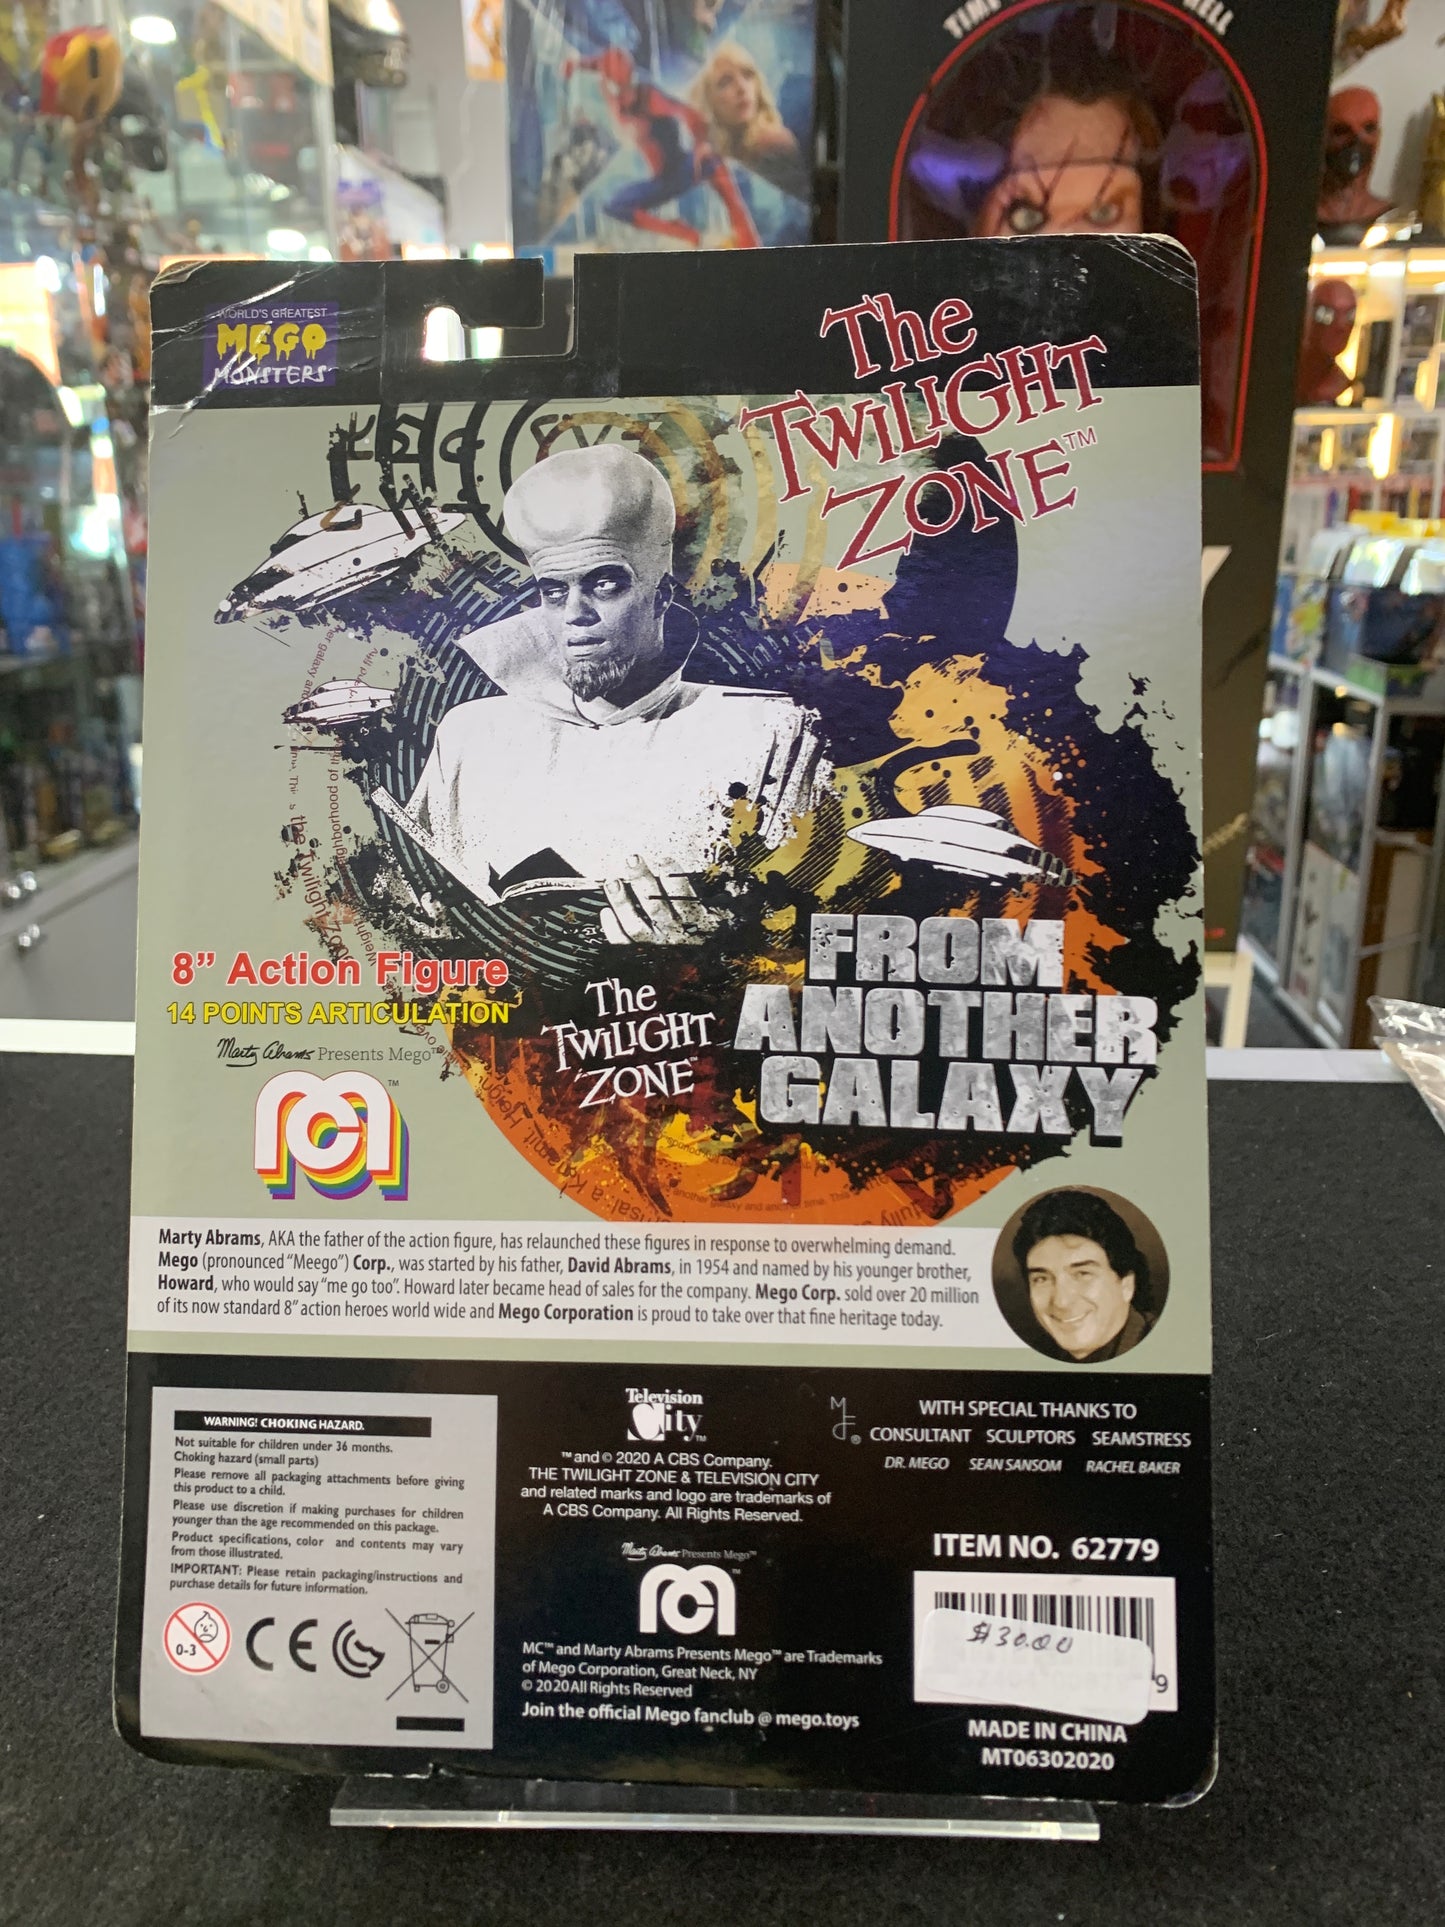 TIME
HELL
WORLD'S GREATEST
MEGO
MONSTERS
The
TWILIGHT
ZONE™
8" Action Figure
14 POINTS ARTICULATION
Marty Abrams Presents Mego™
The
TWILIGHT
ZONE
FROM
ANOTHER
GALAXY
Marty Abrams, AKA the father of the action figure, has relaunched these figures in response to overwhelming demand.
Mego (pronounced "Meego") Corp., was started by his father, David Abrams, in 1954 and named by his younger brother,
Howard, who would say "me go too". Howard later became head of sales for the company. Mego Corp. sold over 20 million
of its now standard 8" action heroes world wide and Mego Corporation is proud to take over that fine heritage today.
WARNING! CHOKING HAZARD.
Not suitable for children under 36 months.
Choking hazard (small parts)
Please remove all packaging attachments before giving
this product to a child.
Please use discretion if making purchases for children
younger than the age recommended on this package.
Product specifications, color and contents may vary
from those illustrated.
IMPORTANT: Please retain packaging/instructions and
purchase details for future information.
0-3
CE
Television
City™
™ and © 2020 A CBS Company.
THE TWILIGHT ZONE & TELEVISION CITY
and related marks and logo are trademarks of
A CBS Company. All Rights Reserved.
Marty Abrams Presents Mego™
MC™ and Marty Abrams Presents Mego™ are Trademarks
of Mego Corporation, Great Neck, NY
© 2020 All Rights Reserved
Join the official Mego fanclub @ mego.toys
WITH SPECIAL THANKS TO
CONSULTANT SCULPTORS SEAMSTRESS
DR. MEGO SEAN SANSOM RACHEL BAKER
ITEM NO. 62779
$30.00
9
MADE IN CHINA
MT06302020